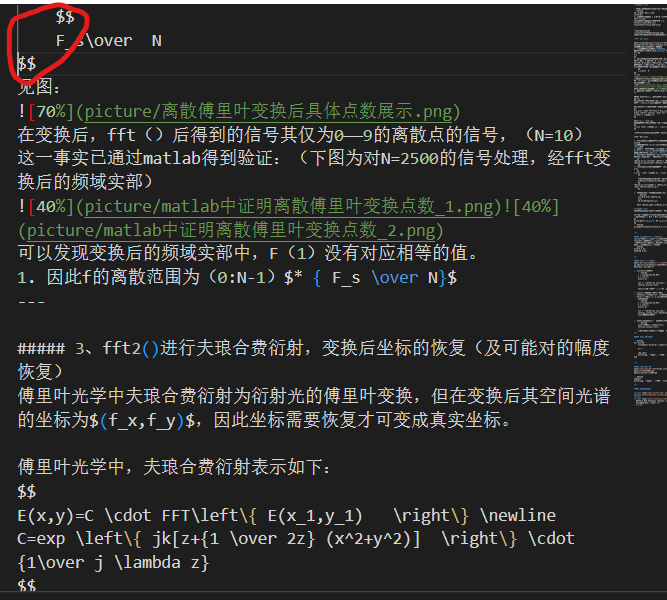 $$
F_s\over  N
$$
见图:
![70%](picture/离散傅里叶变换后具体点数展示.png)
在变换后，fft（）后得到的信号其仅为0——9的离散点的信号，（N=10）
这一事实已通过matlab得到验证：（下图为对N=2500的信号处理，经fft变
换后的频域实部）
![40%](picture/matlab中证明离散傅里叶变换点数_1.png)![40%]
(picture/matlab中证明离散傅里叶变换点数_2.png)
可以发现变换后的频域实部中，F（1）没有对应相等的值。
1. 因此f的离散范围为（0:N-1）$* { F_s \over N}$
---
##### 3、fft2()进行夫琅合费衍射，变换后坐标的恢复（及可能对的幅度
恢复）
傅里叶光学中夫琅合费衍射为衍射光的傅里叶变换，但在变换后其空间光谱
的坐标为$(f_x,f_y)$，因此坐标需要恢复才可变成真实坐标。
傅里叶光学中，夫琅合费衍射表示如下：
$$
E(x,y)=C \cdot FFT\left\{ E(x_1,y_1)   \right\} \newline
C=exp \left\{ jk[z+{1 \over 2z} (x^2+y^2)]  \right\} \cdot
{1\over j \lambda z}
$$